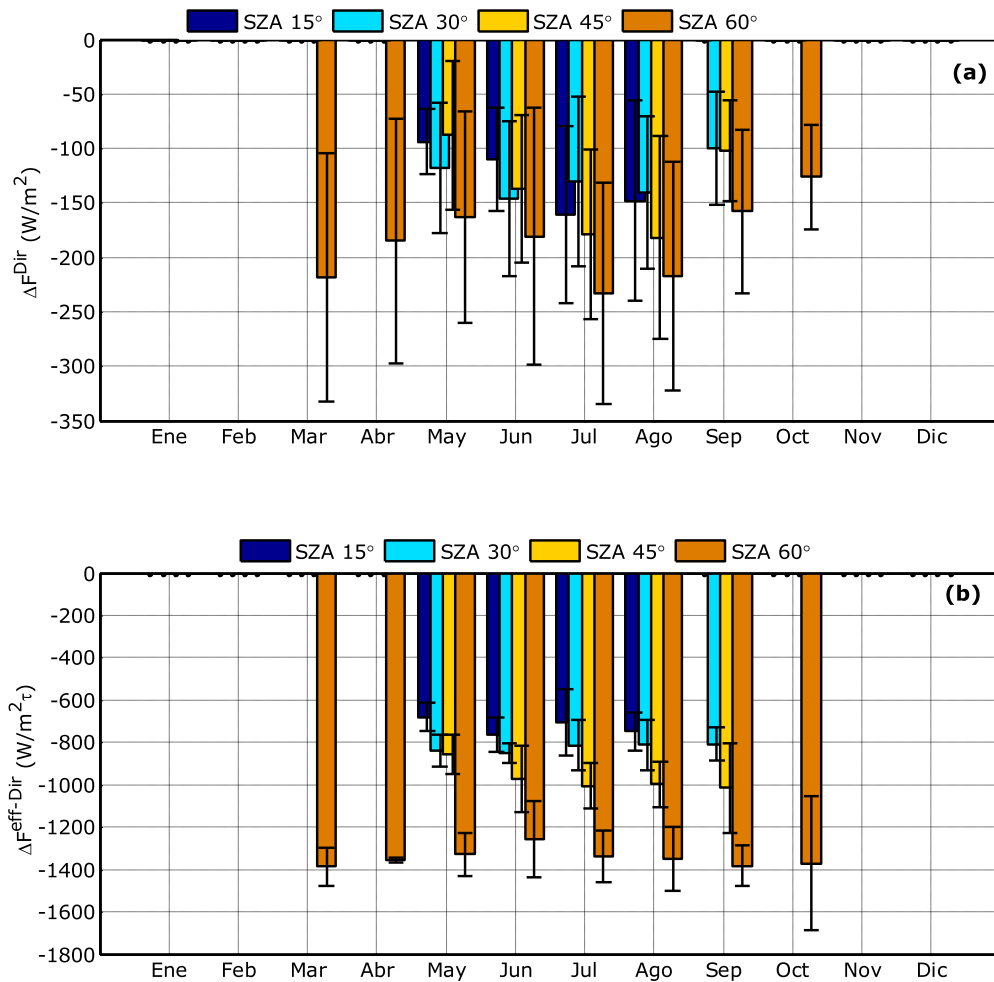 SZA 15° SZA 30° SZA 45° SZA 60°
(a)
ΔF^Dir (W/m²)
0
-50
-100
-150
-200
-250
-300
-350
Ene Feb Mar Abr May Jun Jul Ago Sep Oct Nov Dic
SZA 15° SZA 30° SZA 45° SZA 60°
(b)
ΔF^eff-Dir (W/m²τ)
0
-200
-400
-600
-800
-1000
-1200
-1400
-1600
-1800
Ene Feb Mar Abr May Jun Jul Ago Sep Oct Nov Dic